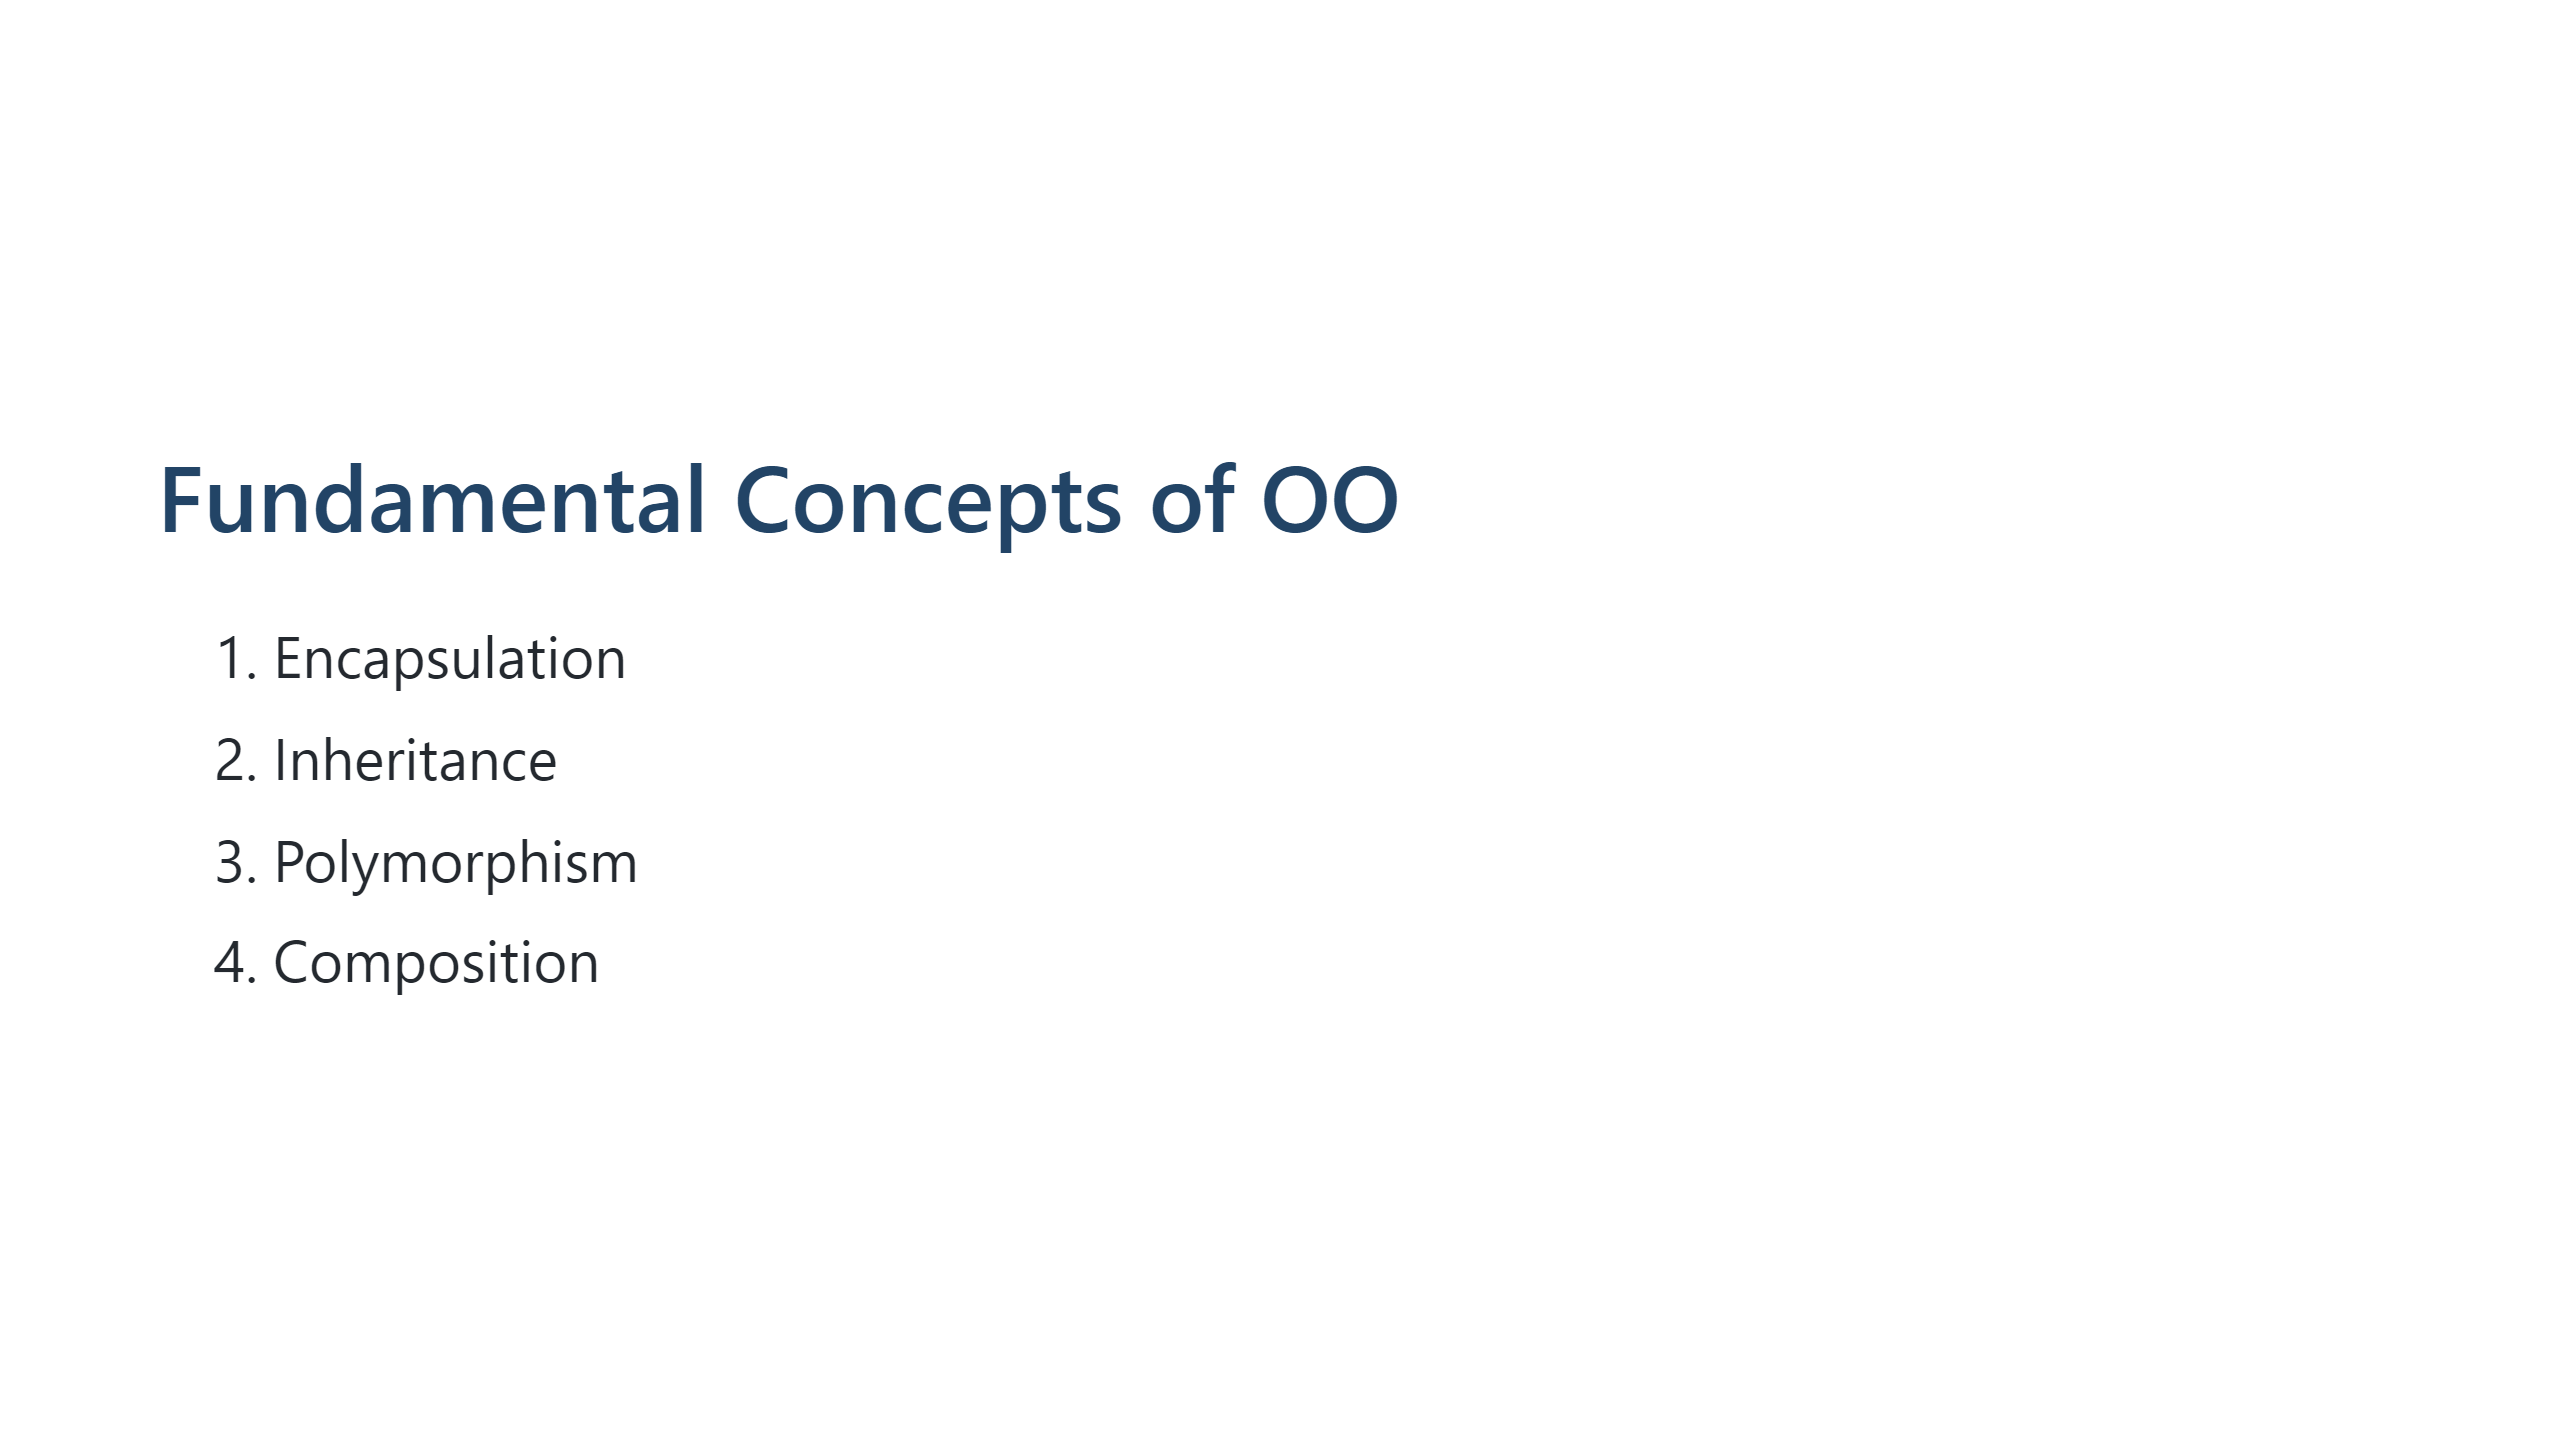 Fundamental Concepts of OO
1. Encapsulation
2. Inheritance
3. Polymorphism
4. Composition